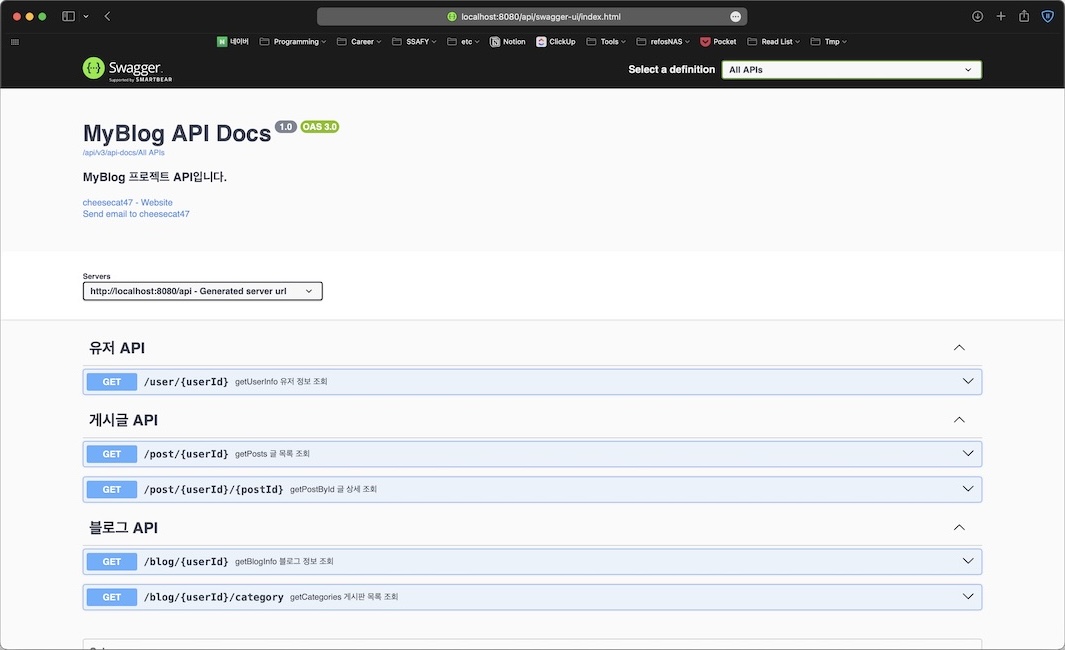 localhost:8080/api/swagger-ui/index.html
네이버 Programming Career SSAFY etc Notion ClickUp Tools refosNAS Pocket Read List Tmp
Swagger
Supported by SMARTBEAR
Select a definition All APIs
MyBlog API Docs 1.0 OAS 3.0
/api/v3/api-docs/All APIs
MyBlog 프로젝트 API입니다.
cheesecat47 - Website
Send email to cheesecat47
Servers
http://localhost:8080/api - Generated server url
유저 API
GET /user/{userId} getUserInfo 유저 정보 조회
게시글 API
GET /post/{userId} getPosts 글 목록 조회
GET /post/{userId}/{postId} getPostById 글 상세 조회
블로그 API
GET /blog/{userId} getBlogInfo 블로그 정보 조회
GET /blog/{userId}/category getCategories 게시판 목록 조회